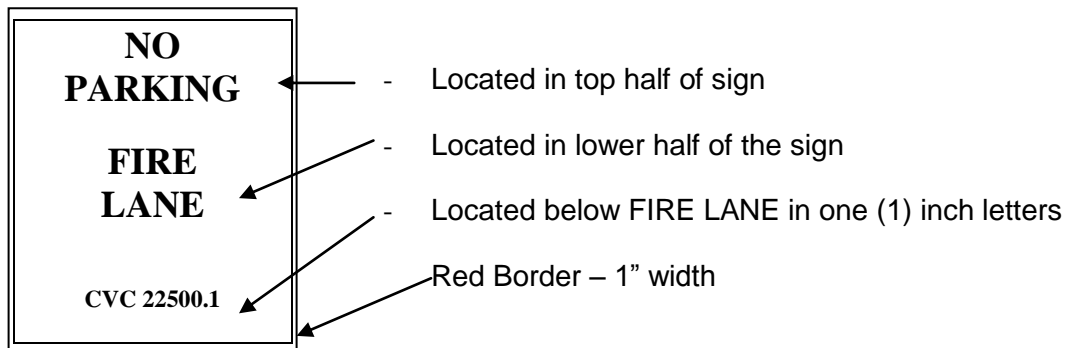 NO
PARKING
FIRE
LANE
CVC 22500.1
- Located in top half of sign
- Located in lower half of the sign
- Located below FIRE LANE in one (1) inch letters
Red Border – 1” width